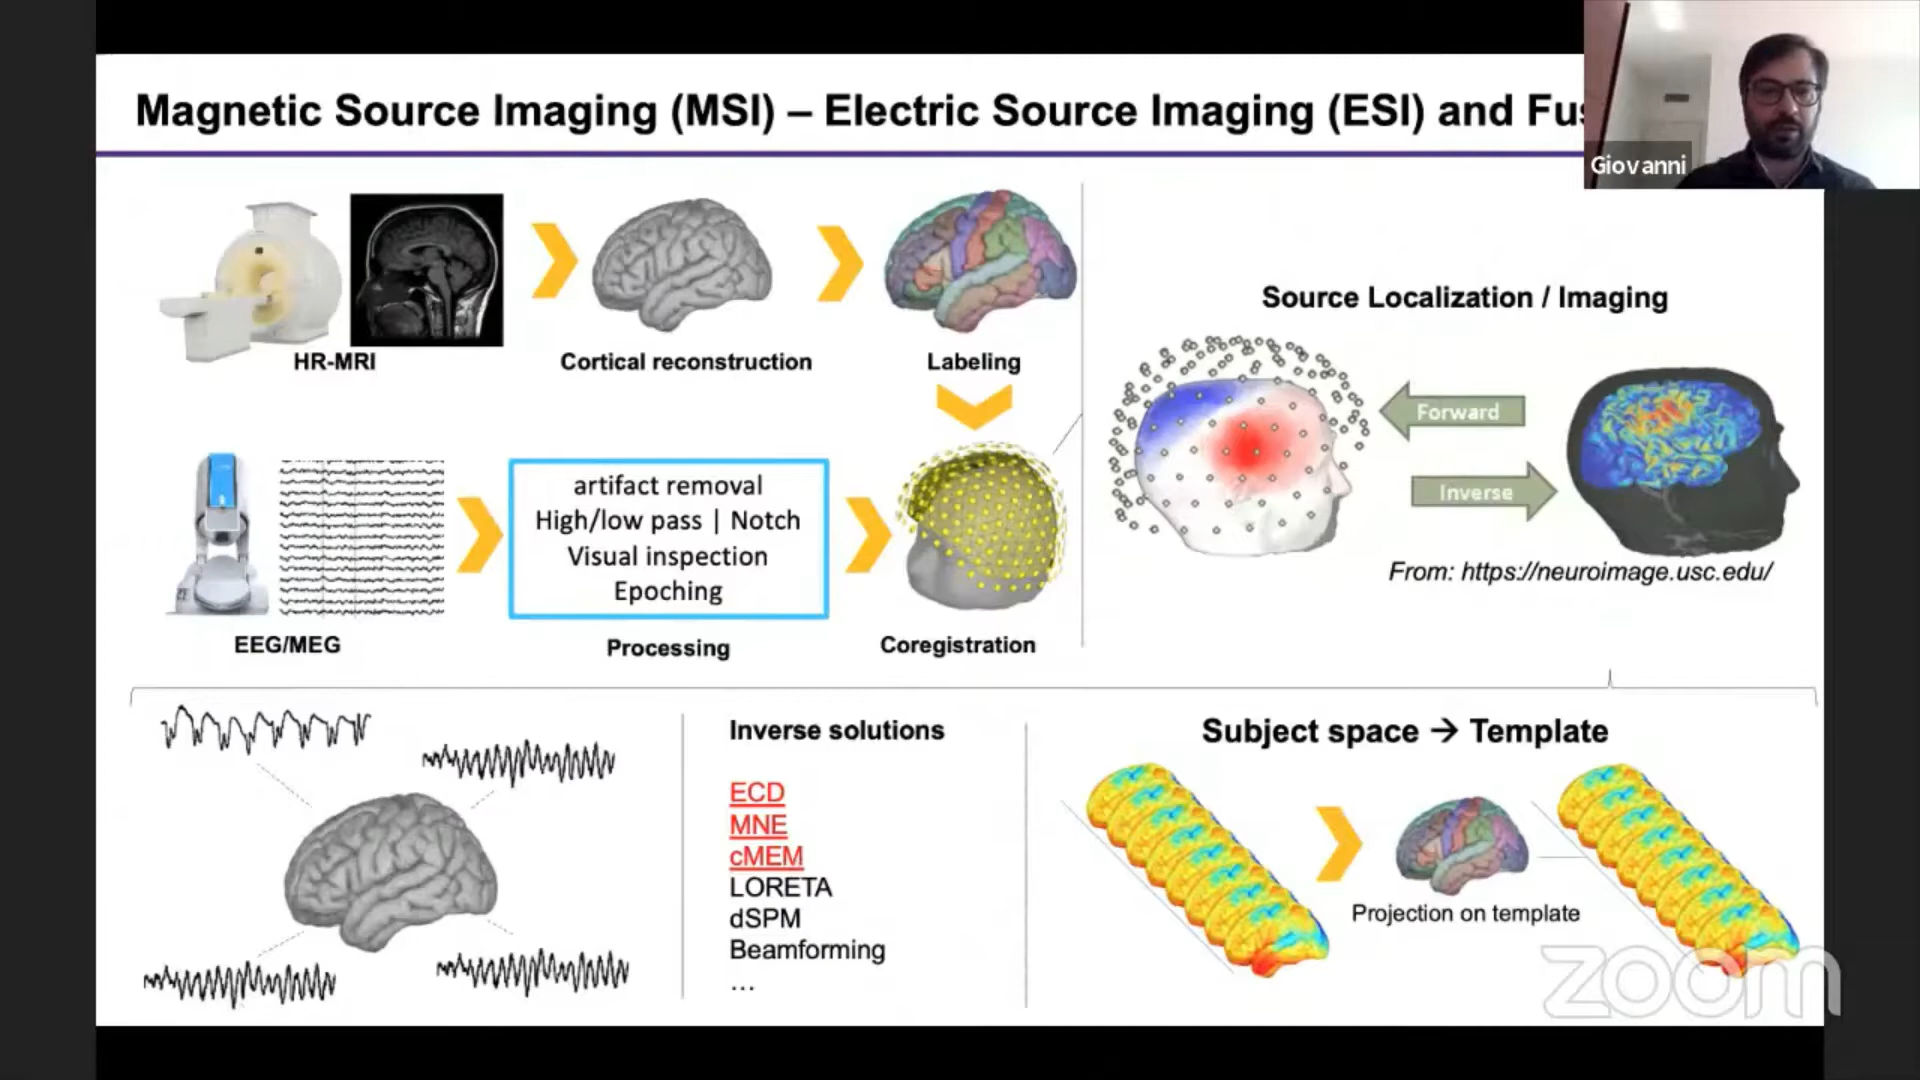 Magnetic Source Imaging (MSI) – Electric Source Imaging (ESI) and
Giovanni
HR-MRI
Cortical reconstruction
Labeling
Source Localization / Imaging
Forward
Inverse
From: https://neuroimage.usc.edu/
artifact removal
High/low pass | Notch
Visual inspection
Epoching
EEG/MEG
Processing
Coregistration
Inverse solutions
ECD
MNE
cMEM
LORETA
dSPM
Beamforming
...
Subject space → Template
Projection on template
zoom